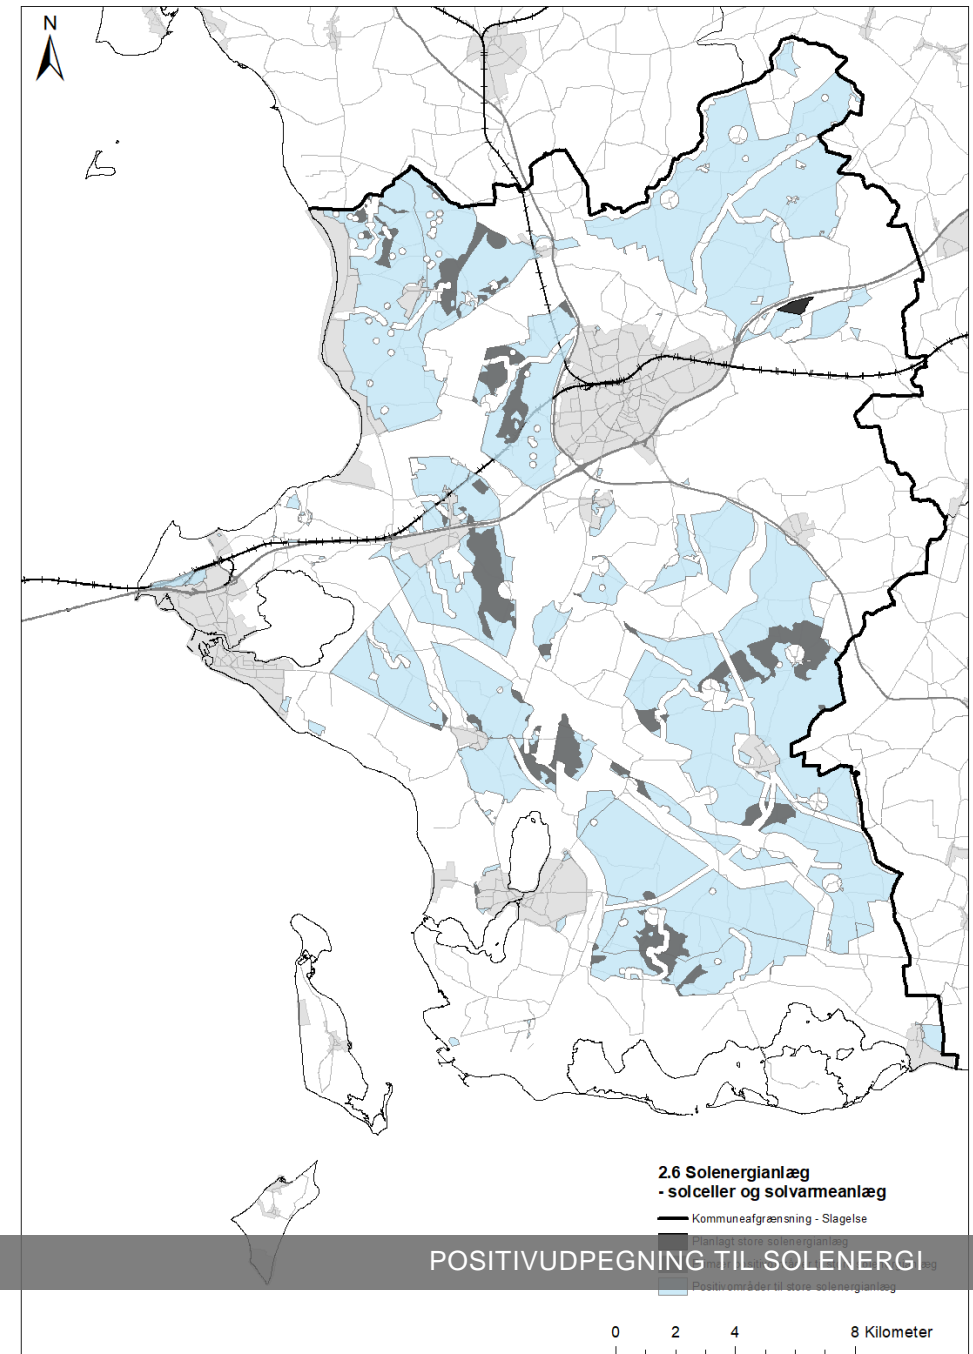 N
2.6 Solenergianlæg
- solceller og solvarmeanlæg
Kommuneafgrænsning - Slagelse
Planlagt store solenergianlæg
POSITIVUDPEGNING TIL SOLENERGI
Positivområder til store solenergianlæg
0 2 4 8 Kilometer